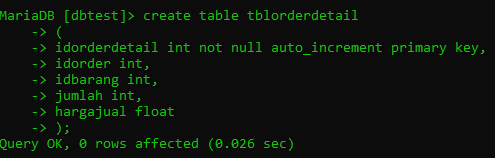 MariaDB [dbtest]> create table tblorderdetail
-> (
-> idorderdetail int not null auto_increment primary key,
-> idorder int,
-> idbarang int,
-> jumlah int,
-> hargajual float
-> );
Query OK, 0 rows affected (0.026 sec)